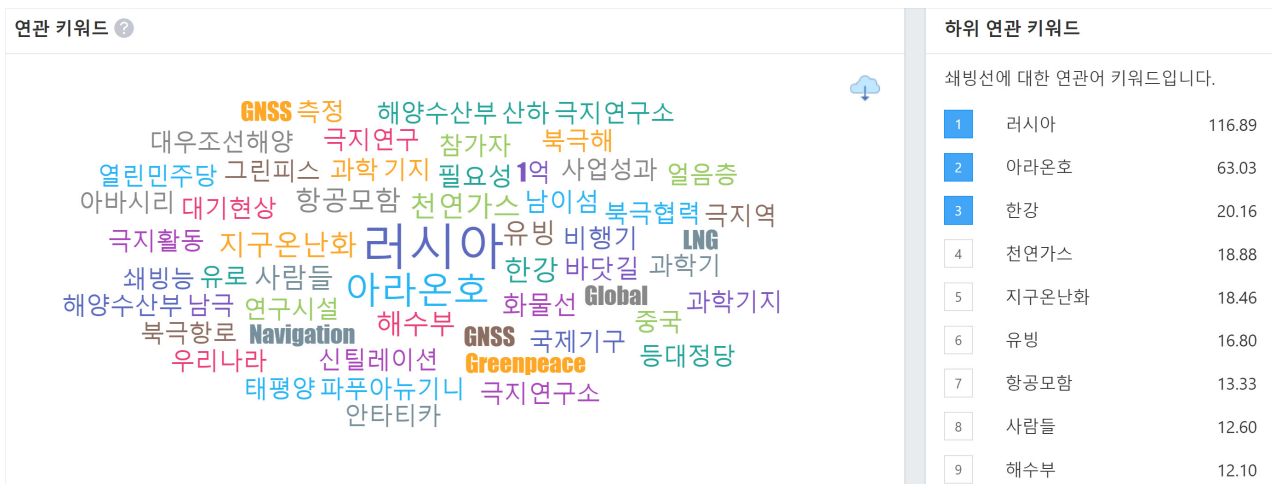 연관 키워드 ?
GNSS 측정 해양수산부 산하 극지연구소
대우조선해양 극지연구 참가자 북극해
열린민주당 그린피스 과학 기지 필요성 1억 사업성과 얼음층
아바시리 대기현상 항공모함 천연가스 남이섬 북극협력 극지역
극지활동 지구온난화 러시아 유빙 비행기 LNG
쇄빙능 유로 사람들 아라온호 한강 바닷길 과학기
해양수산부 남극 연구시설 화물선 Global 과학기지
북극항로 Navigation 해수부 GNSS 국제기구 중국
우리나라 신틸레이션 Greenpeace 등대정당
태평양 파푸아뉴기니 극지연구소
안타티카
하위 연관 키워드
쇄빙선에 대한 연관어 키워드입니다.
1 러시아 116.89
2 아라온호 63.03
3 한강 20.16
4 천연가스 18.88
5 지구온난화 18.46
6 유빙 16.80
7 항공모함 13.33
8 사람들 12.60
9 해수부 12.10